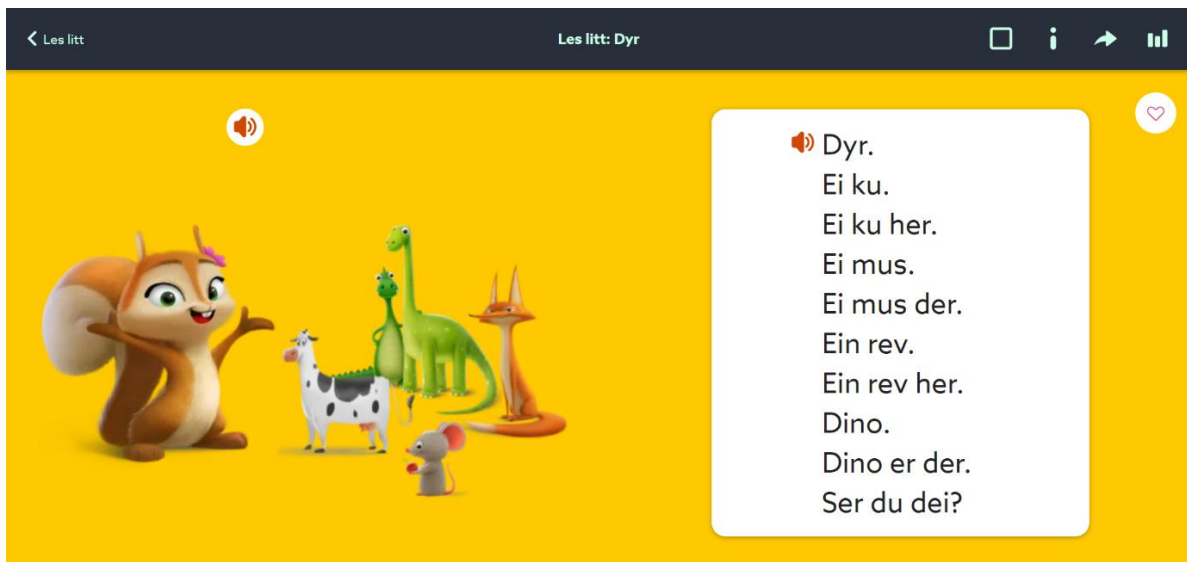 Les litt
Les litt: Dyr
Dyr.
Ei ku.
Ei ku her.
Ei mus.
Ei mus der.
Ein rev.
Ein rev her.
Dino.
Dino er der.
Ser du dei?